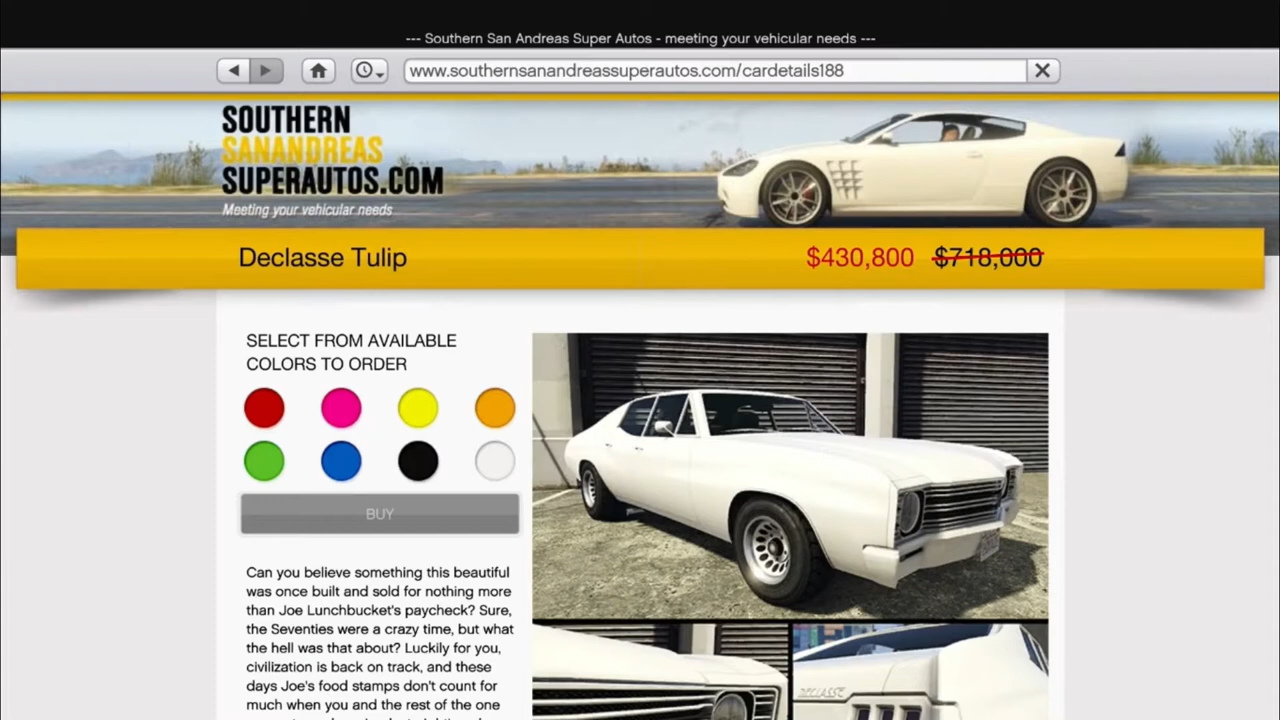 --- Southern San Andreas Super Autos - meeting your vehicular needs ---
www.southernsanandreassuperautos.com/cardetails188
SOUTHERN
SANANDREAS
SUPERAUTOS.COM
Meeting your vehicular needs
Declasse Tulip
$430,800 $718,000
SELECT FROM AVAILABLE
COLORS TO ORDER
BUY
Can you believe something this beautiful
was once built and sold for nothing more
than Joe Lunchbucket's paycheck? Sure,
the Seventies were a crazy time, but what
the hell was that about? Luckily for you,
civilization is back on track, and these
days Joe's food stamps don't count for
much when you and the rest of the one
DECLASSE